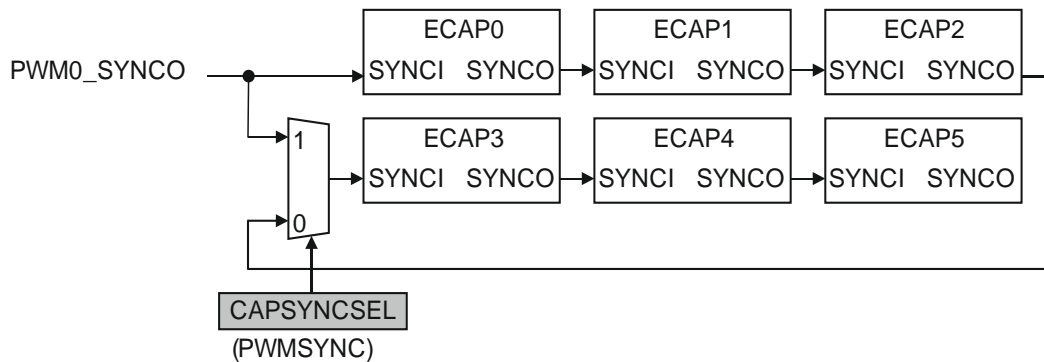 ECAP0 ECAP1 ECAP2
PWM0_SYNCO SYNCI SYNCO SYNCI SYNCO SYNCI SYNCO
1 ECAP3 ECAP4 ECAP5
SYNCI SYNCO SYNCI SYNCO SYNCI SYNCO
0
CAPSYNCSEL
(PWMSYNC)